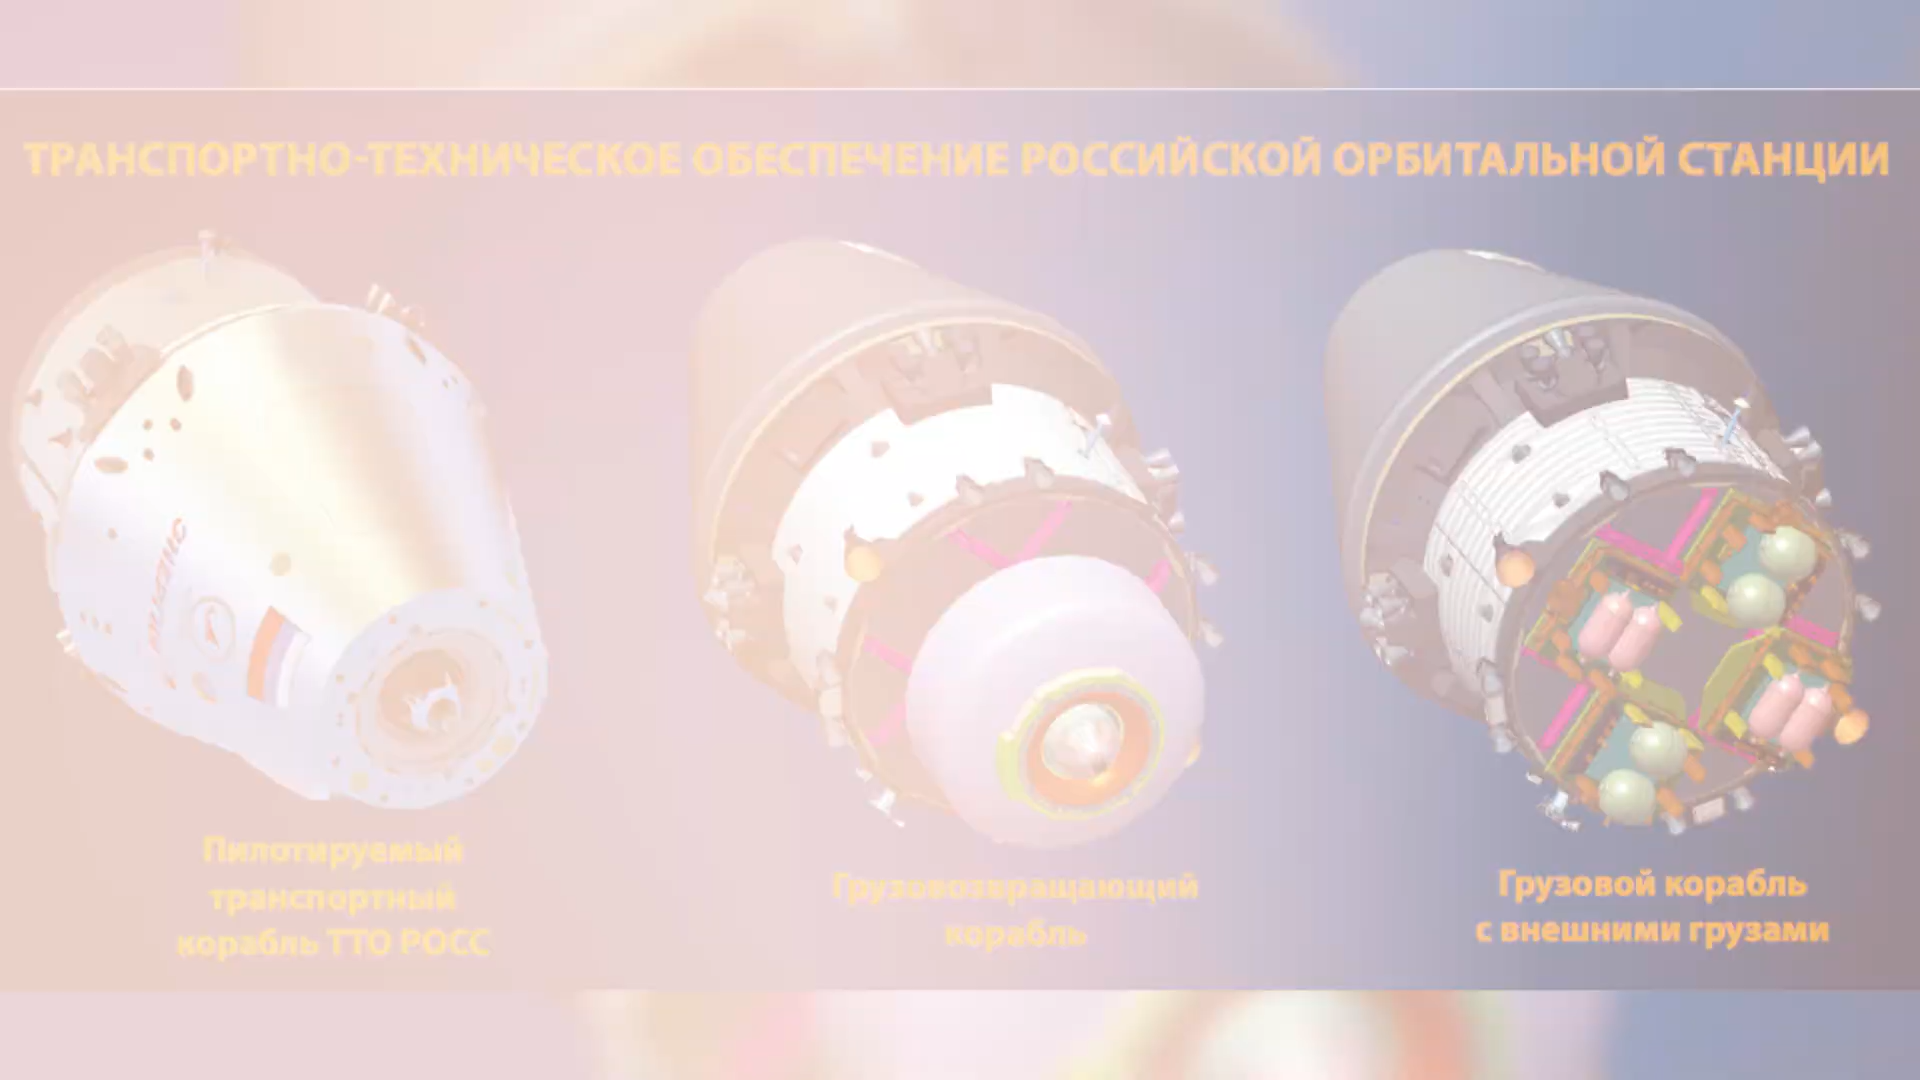 ТРАНСПОРТНО-ТЕХНИЧЕСКОЕ ОБЕСПЕЧЕНИЕ РОССИЙСКОЙ ОРБИТАЛЬНОЙ СТАНЦИИ
Пилотируемый
транспортный
корабль ТТО РОСС
Грузовозвращающий
корабль
Грузовой корабль
с внешними грузами